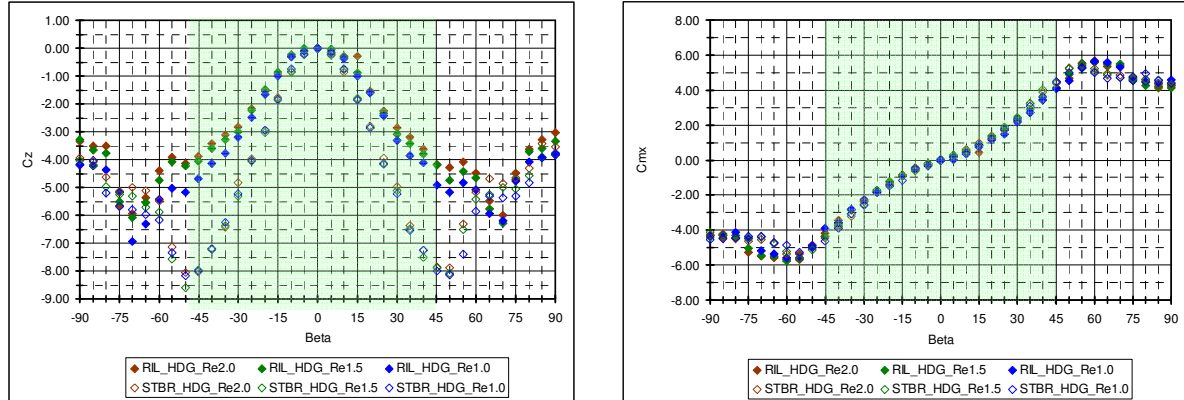 1.00
0.00
-1.00
-2.00
-3.00
-4.00
-5.00
-6.00
-7.00
-8.00
-9.00
Cz
-90 -75 -60 -45 -30 -15 0 15 30 45 60 75 90
Beta
RIL_HDG_Re2.0 RIL_HDG_Re1.5 RIL_HDG_Re1.0
STBR_HDG_Re2.0 STBR_HDG_Re1.5 STBR_HDG_Re1.0
8.00
6.00
4.00
2.00
0.00
-2.00
-4.00
-6.00
-8.00
Cmx
-90 -75 -60 -45 -30 -15 0 15 30 45 60 75 90
Beta
RIL_HDG_Re2.0 RIL_HDG_Re1.5 RIL_HDG_Re1.0
STBR_HDG_Re2.0 STBR_HDG_Re1.5 STBR_HDG_Re1.0